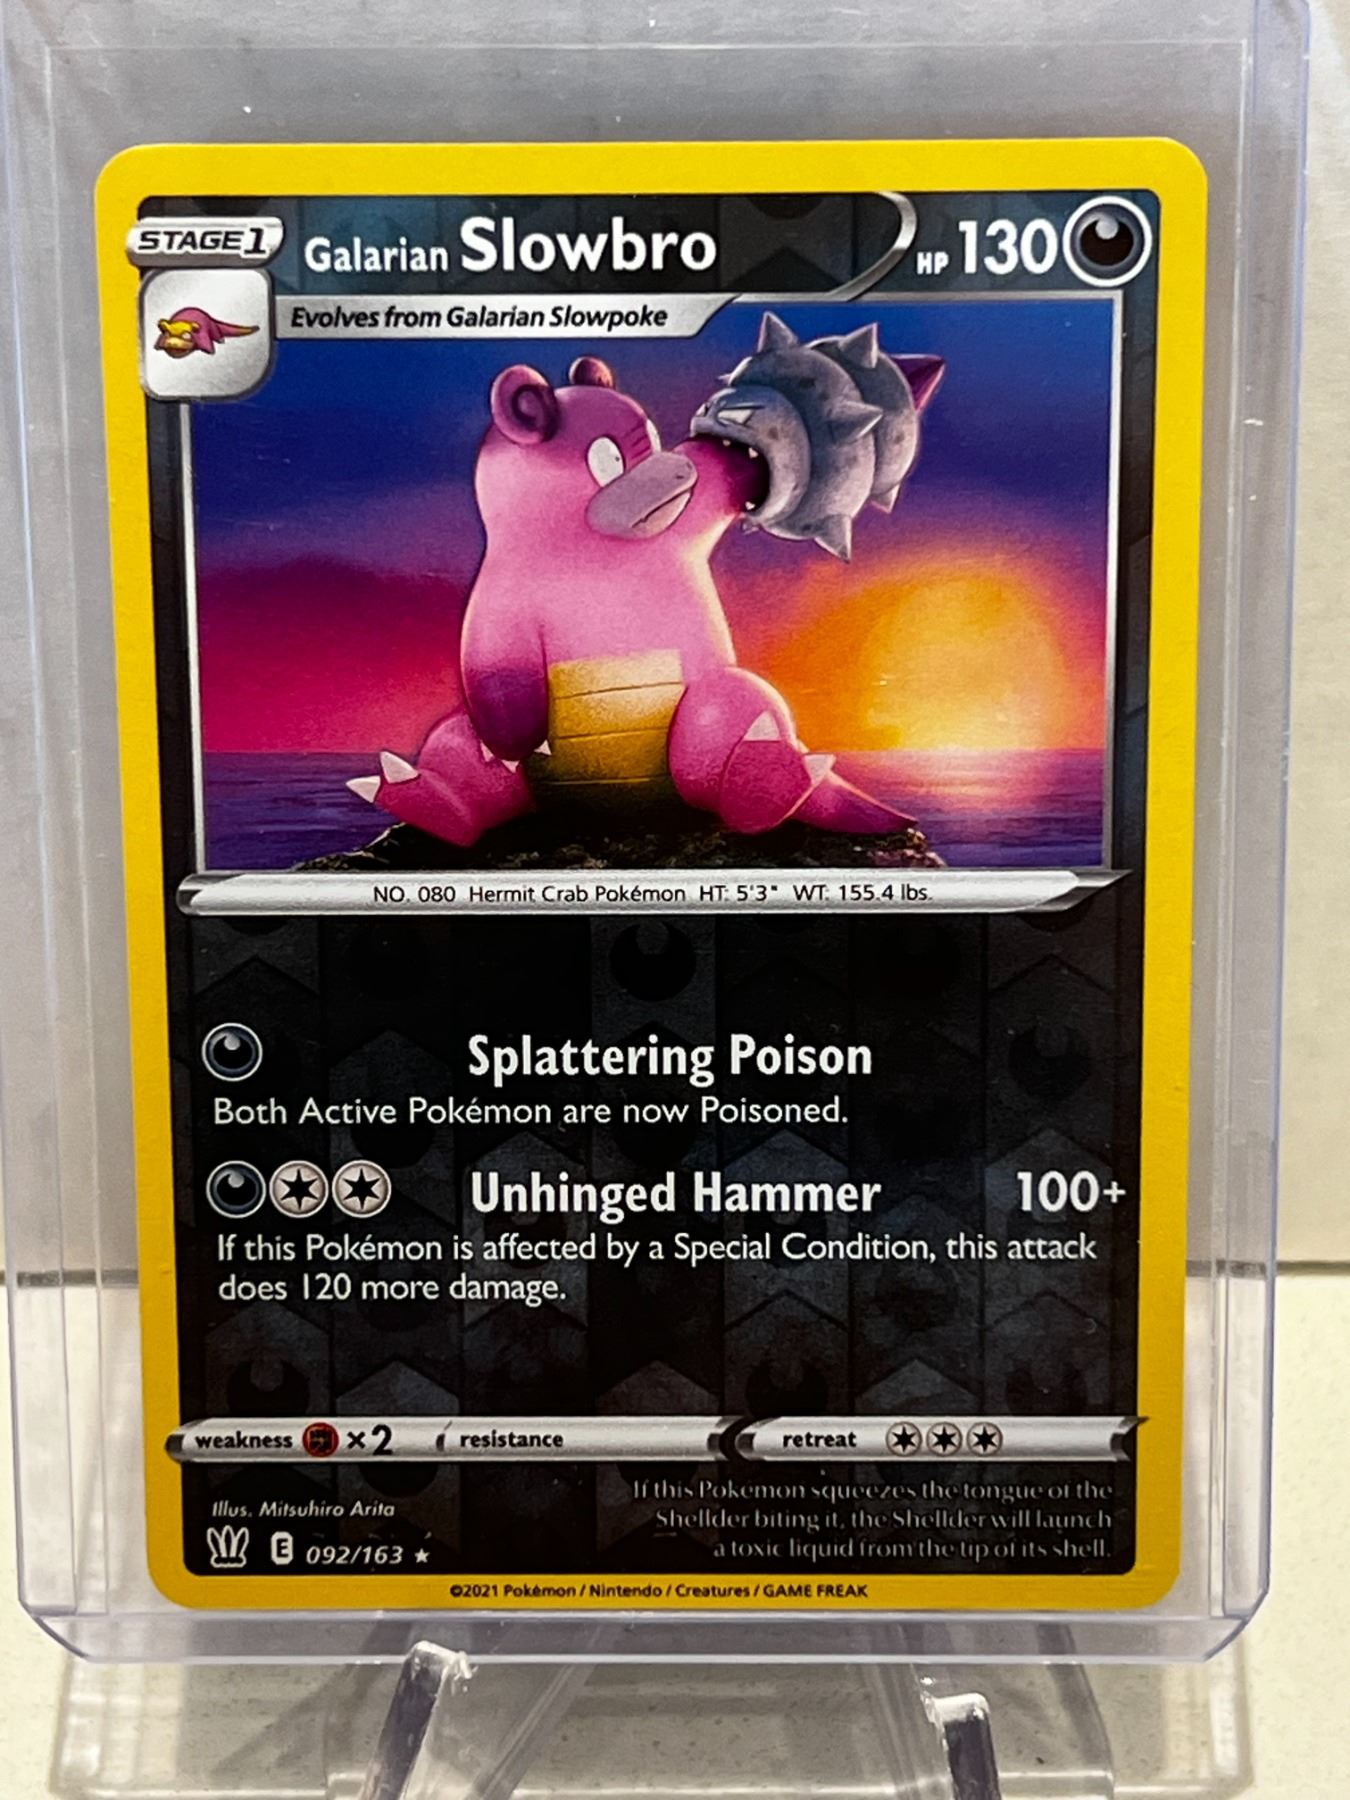 STAGE 1
Galarian Slowbro
HP 130
Evolves from Galarian Slowpoke
NO. 080 Hermit Crab Pokémon HT: 5'3" WT: 155.4 lbs.
Splattering Poison
Both Active Pokémon are now Poisoned.
Unhinged Hammer 100+
If this Pokémon is affected by a Special Condition, this attack
does 120 more damage.
weakness ×2 resistance retreat
Illus. Mitsuhiro Arita
E 092/163 ★
If this Pokémon squeezes the tongue of the
Shellder biting it, the Shellder will launch
a toxic liquid from the tip of its shell.
©2021 Pokémon / Nintendo / Creatures / GAME FREAK